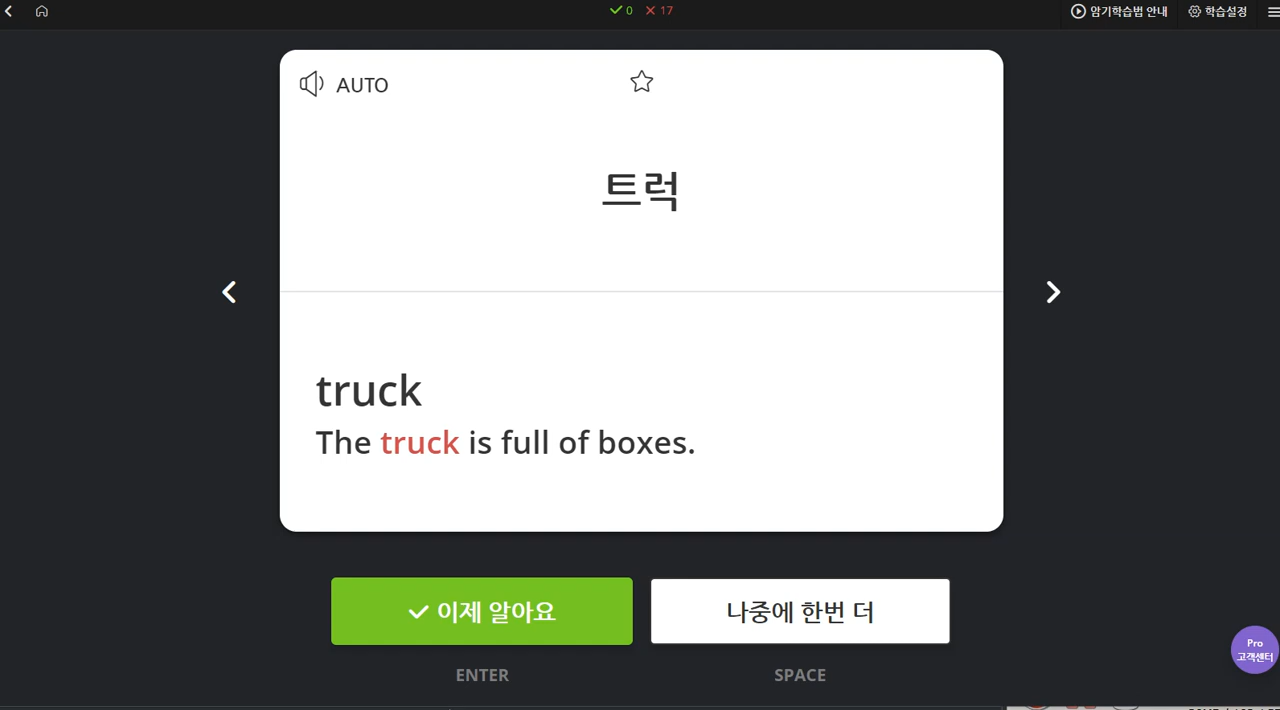 0 17 암기학습법 안내 학습설정
AUTO
트럭
truck
The truck is full of boxes.
이제 알아요 나중에 한번 더
ENTER SPACE
Pro
고객센터